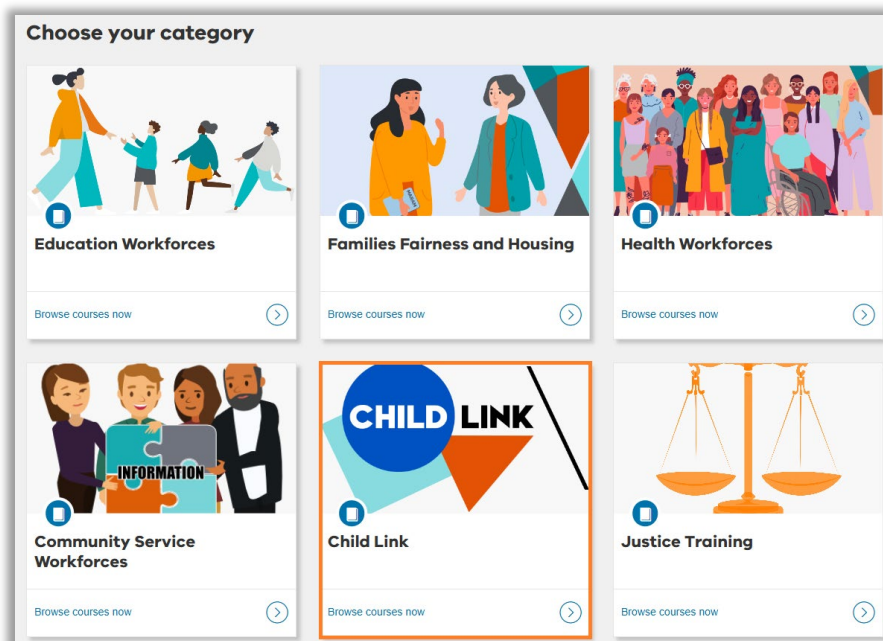 Choose your category
Education Workforces
Browse courses now
Families Fairness and Housing
Browse courses now
Health Workforces
Browse courses now
INFORMATION
Community Service
Workforces
Browse courses now
CHILD LINK
Child Link
Browse courses now
Justice Training
Browse courses now